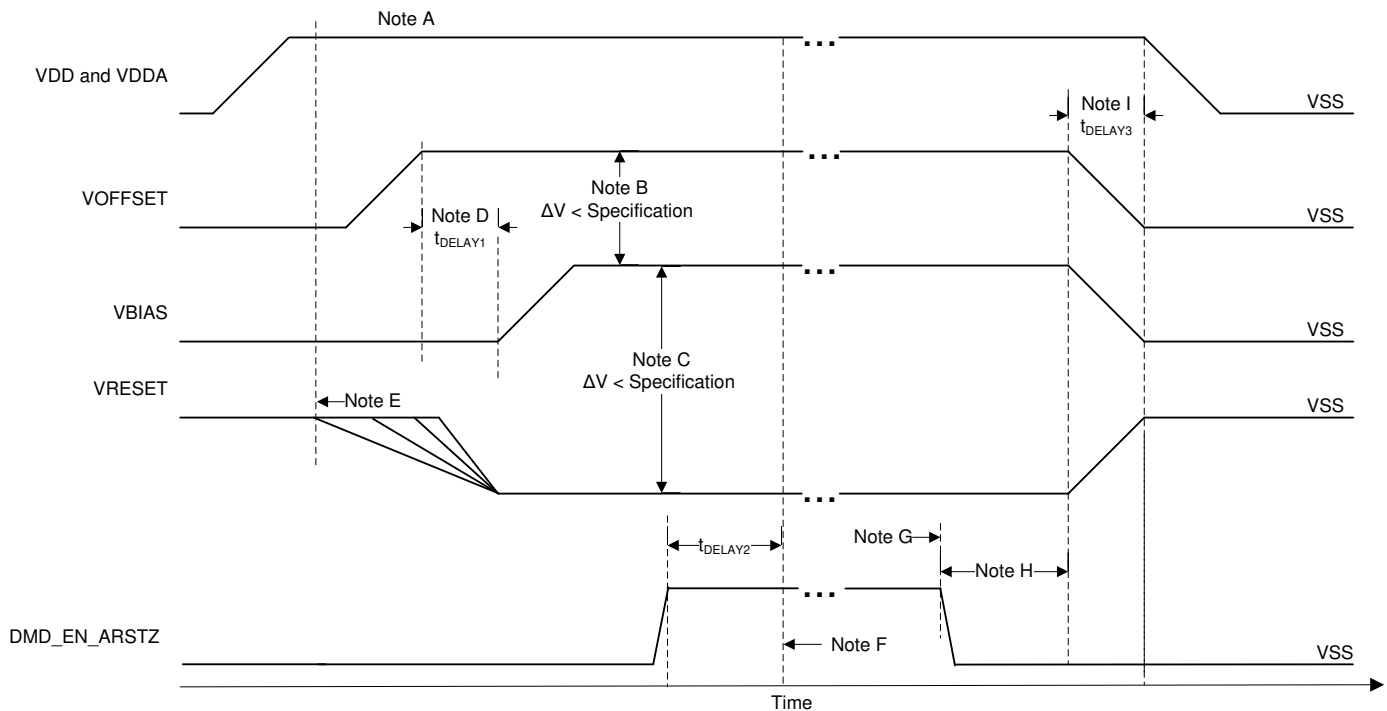 Note A
VDD and VDDA
...
VSS
Note I
tDELAY3
VOFFSET
...
VSS
Note B
ΔV < Specification
Note D
tDELAY1
VBIAS
...
VSS
Note C
ΔV < Specification
VRESET
Note E
VSS
...
tDELAY2
Note G
Note H
...
DMD_EN_ARSTZ
Note F
VSS
Time